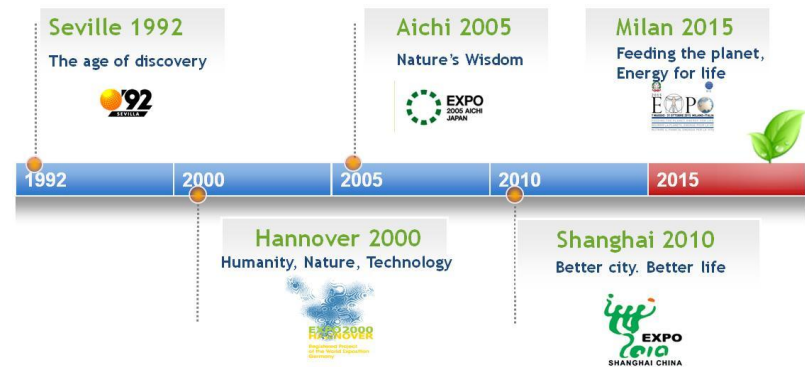 Seville 1992
The age of discovery
'92
SEVILLA
Aichi 2005
Nature's Wisdom
EXPO
2005 AICHI
JAPAN
Milan 2015
Feeding the planet,
Energy for life
EXPO
1992
2000
2005
2010
2015
Hannover 2000
Humanity, Nature, Technology
EXPO2000
HANNOVER
Shanghai 2010
Better city. Better life
EXPO
2010
SHANGHAI CHINA